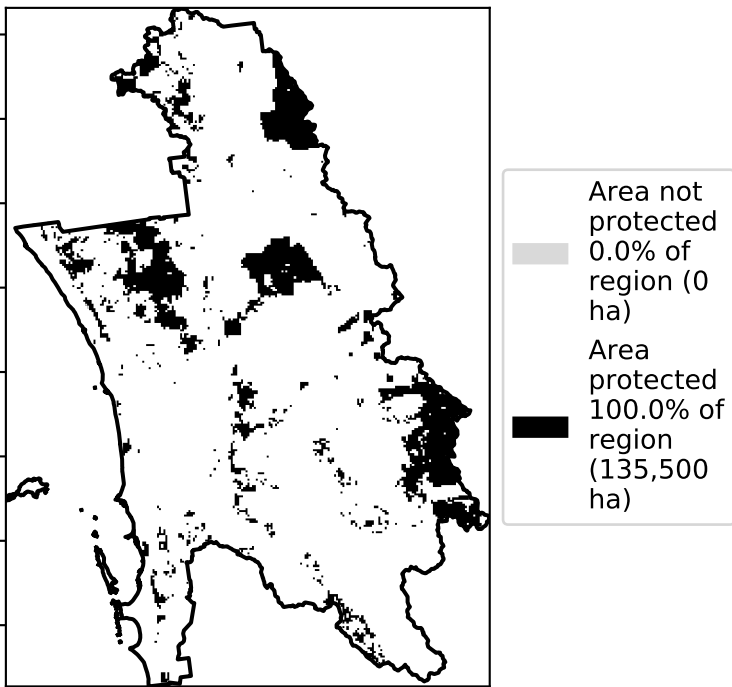 Area not
protected
0.0% of
region (0
ha)
Area
protected
100.0% of
region
(135,500
ha)